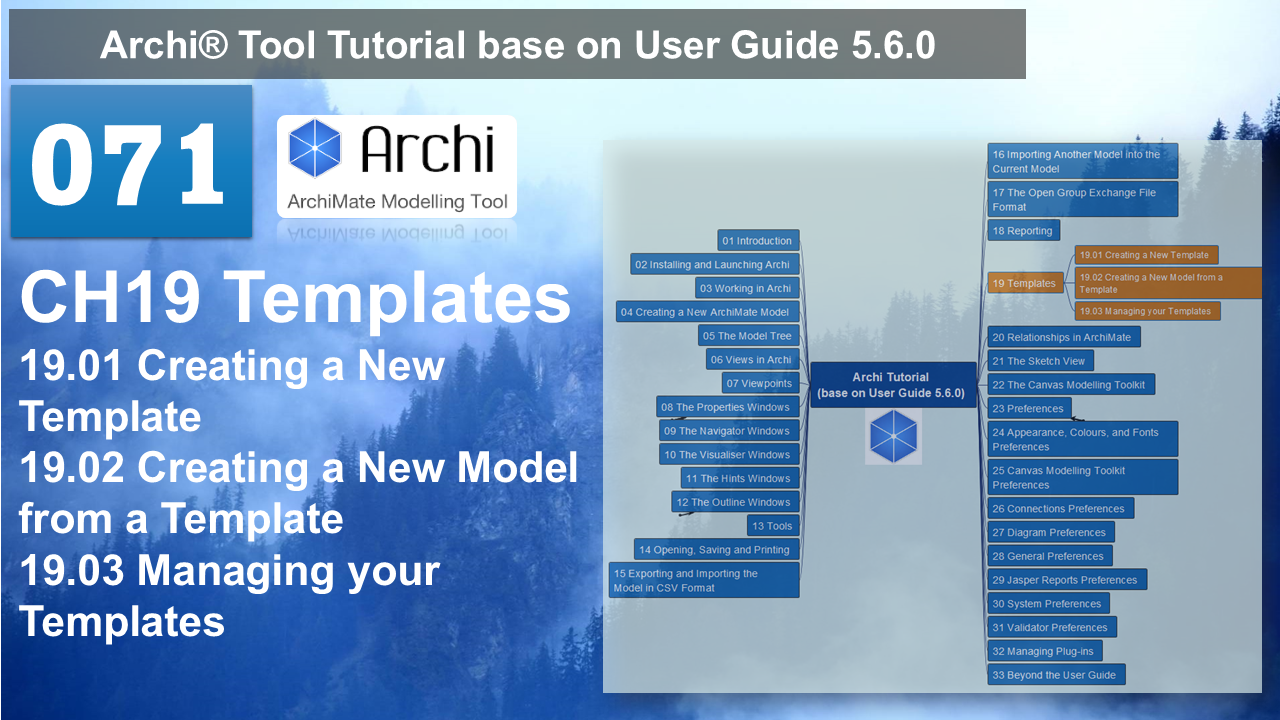 Archi® Tool Tutorial base on User Guide 5.6.0
071
Archi
ArchiMate Modelling Tool
CH19 Templates
19.01 Creating a New
Template
19.02 Creating a New Model
from a Template
19.03 Managing your
Templates
01 Introduction
02 Installing and Launching Archi
03 Working in Archi
04 Creating a New ArchiMate Model
05 The Model Tree
06 Views in Archi
07 Viewpoints
08 The Properties Windows
09 The Navigator Windows
10 The Visualiser Windows
11 The Hints Windows
12 The Outline Windows
13 Tools
14 Opening, Saving and Printing
15 Exporting and Importing the
Model in CSV Format
Archi Tutorial
(base on User Guide 5.6.0)
16 Importing Another Model into the
Current Model
17 The Open Group Exchange File
Format
18 Reporting
19 Templates
19.01 Creating a New Template
19.02 Creating a New Model from a
Template
19.03 Managing your Templates
20 Relationships in ArchiMate
21 The Sketch View
22 The Canvas Modelling Toolkit
23 Preferences
24 Appearance, Colours, and Fonts
Preferences
25 Canvas Modelling Toolkit
Preferences
26 Connections Preferences
27 Diagram Preferences
28 General Preferences
29 Jasper Reports Preferences
30 System Preferences
31 Validator Preferences
32 Managing Plug-ins
33 Beyond the User Guide